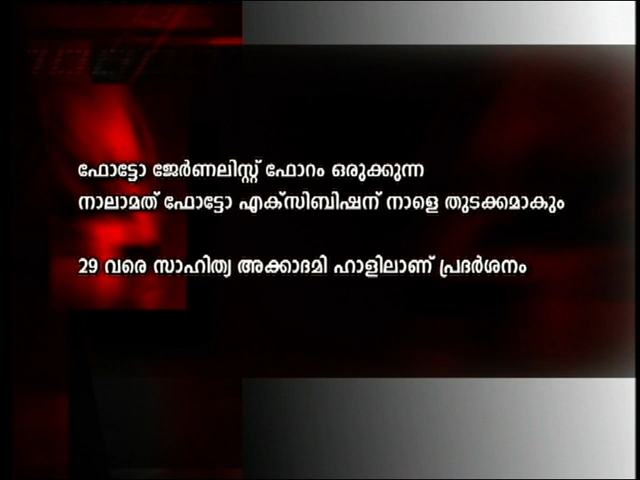 ഫോട്ടോ ജേർണലിസ്റ്റ് ഫോറം ഒരുക്കുന്ന
നാലാമത് ഫോട്ടോ എക്സിബിഷന് നാളെ തുടക്കമാകും
29 വരെ സാഹിത്യ അക്കാദമി ഹാളിലാണ് പ്രദർശനം